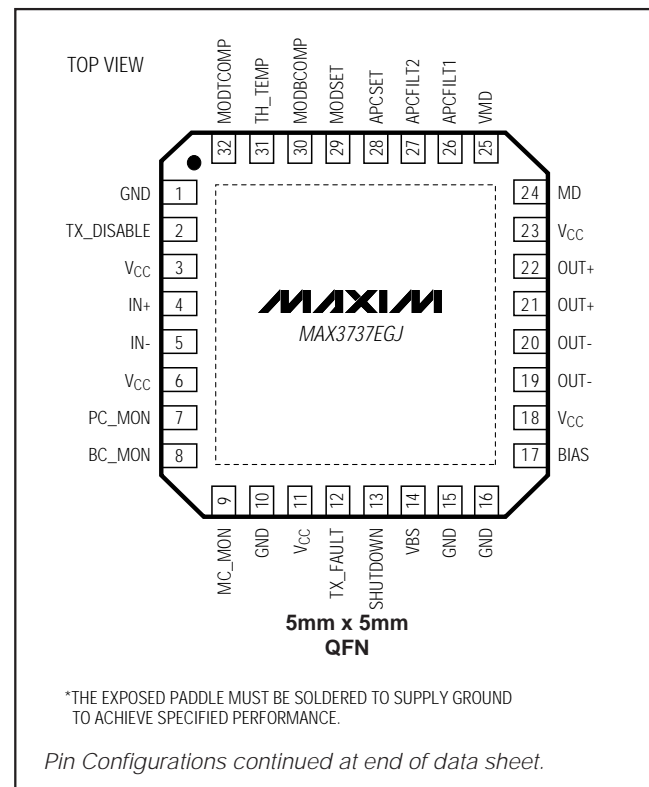 TOP VIEW
MODTCOMP
TH_TEMP
MODBCOMP
MODSET
APCSET
APCFILT2
APCFILT1
VMD
32
31
30
29
28
27
26
25
GND 1
TX_DISABLE 2
VCC 3
IN+ 4
IN- 5
VCC 6
PC_MON 7
BC_MON 8
24 MD
23 VCC
22 OUT+
21 OUT+
20 OUT-
19 OUT-
18 VCC
17 BIAS
MAXIM
MAX3737EGJ
9
10
11
12
13
14
15
16
MC_MON
GND
VCC
TX_FAULT
SHUTDOWN
VBS
GND
GND
5mm x 5mm
QFN
*THE EXPOSED PADDLE MUST BE SOLDERED TO SUPPLY GROUND
TO ACHIEVE SPECIFIED PERFORMANCE.
Pin Configurations continued at end of data sheet.